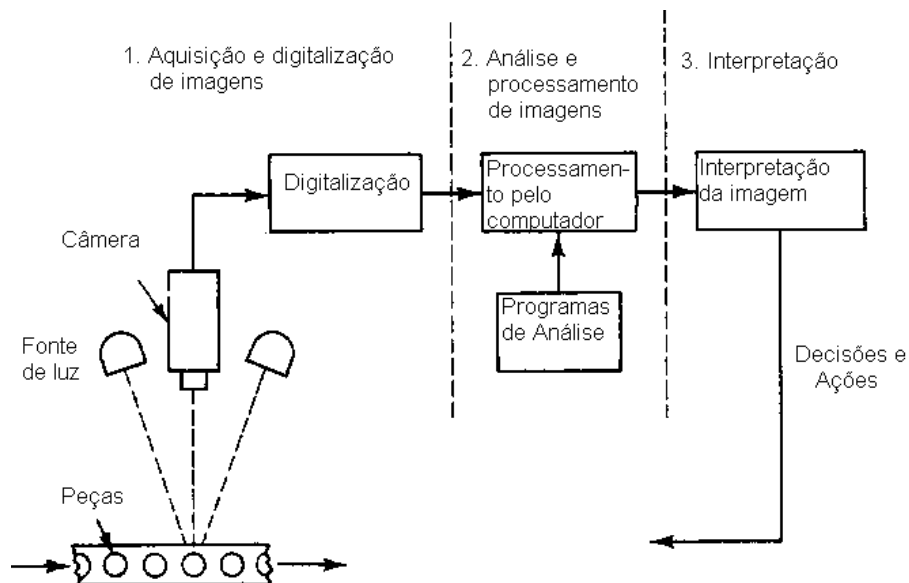 1. Aquisição e digitalização
de imagens
2. Análise e
processamento
de imagens
3. Interpretação
Digitalização
Processamen-
to pelo
computador
Interpretação
da imagem
Câmera
Programas
de Análise
Fonte
de luz
Decisões e
Ações
Peças